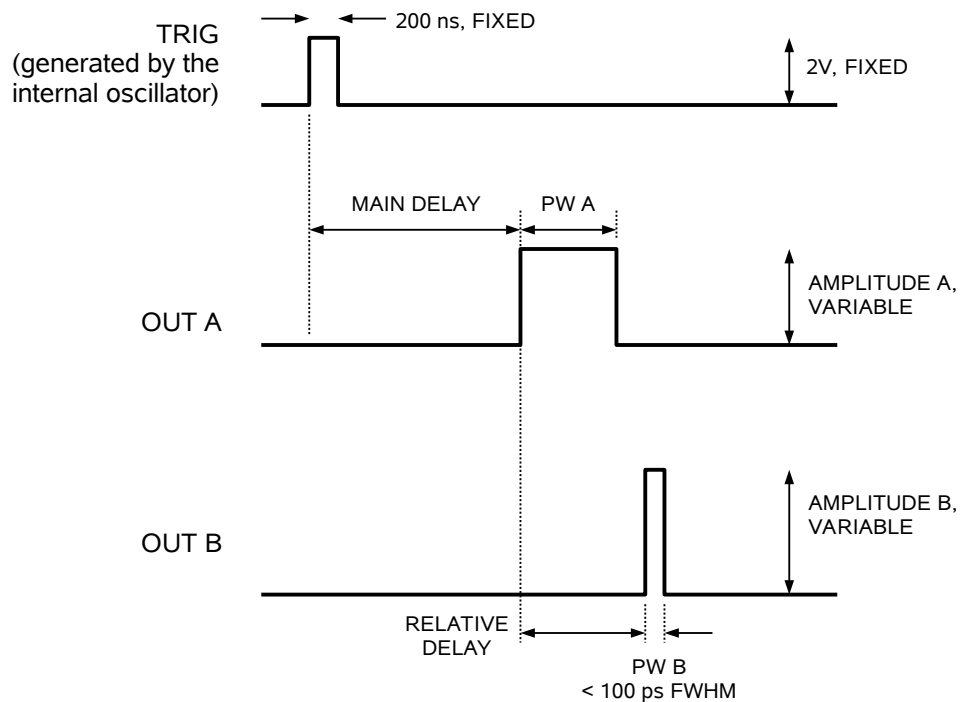 200 ns, FIXED
TRIG
(generated by the
internal oscillator)
2V, FIXED
MAIN DELAY
PW A
AMPLITUDE A,
VARIABLE
OUT A
AMPLITUDE B,
VARIABLE
OUT B
RELATIVE
DELAY
PW B
< 100 ps FWHM